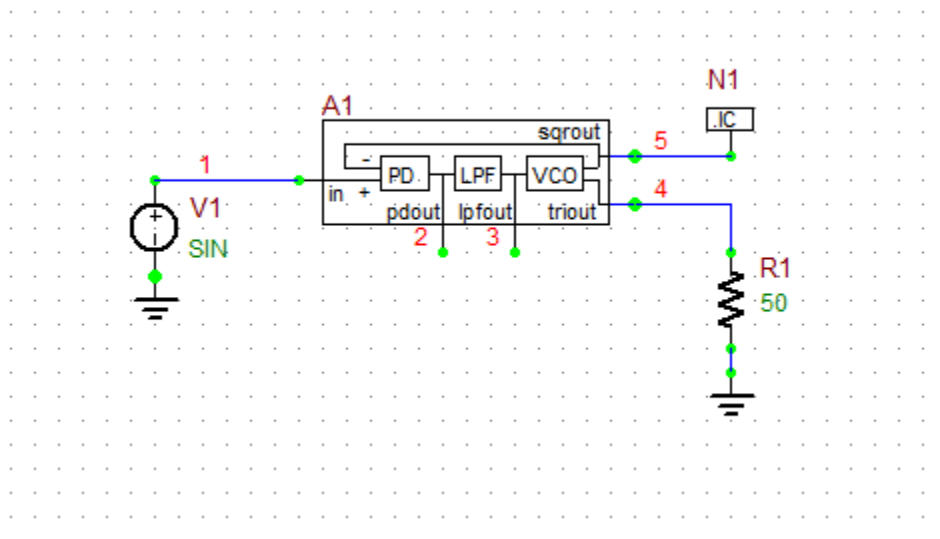 N1
A1
.IC
sqrout
5
1
-
PD
LPF
VCO
4
in
+
V1
+
pdout
lpfout
triout
2
3
SIN
R1
50